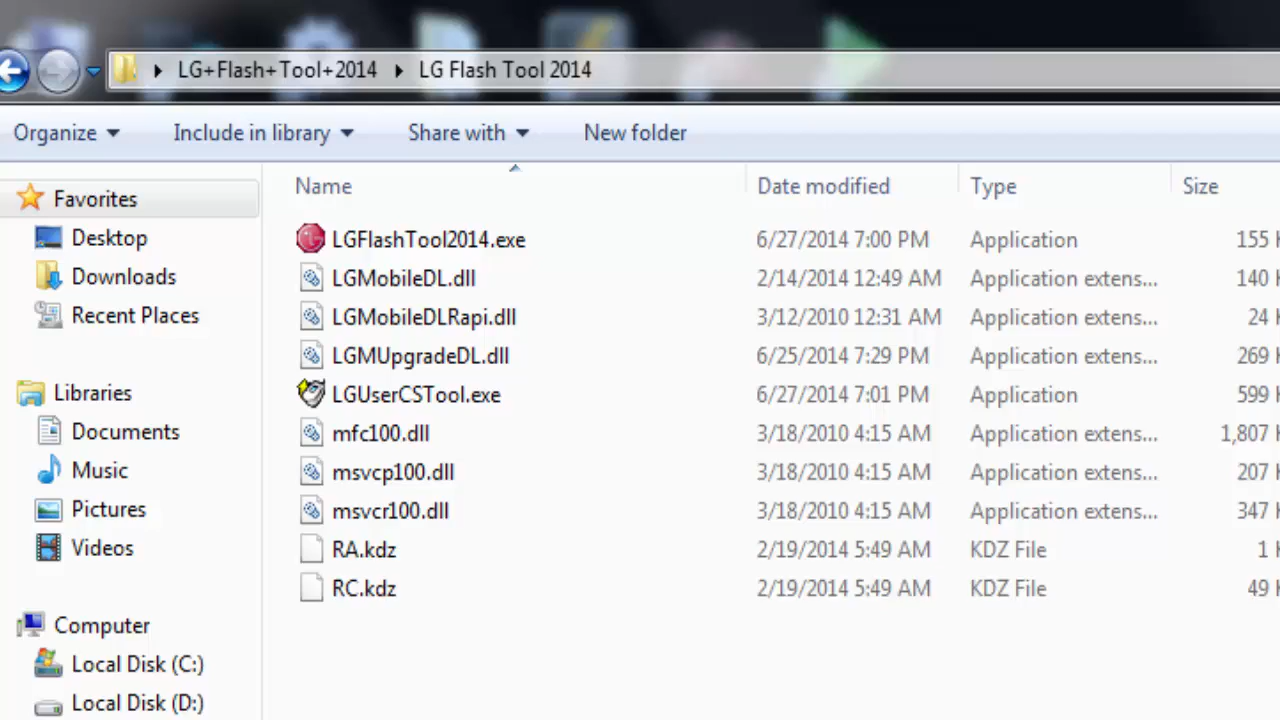 LG+Flash+Tool+2014 LG Flash Tool 2014
Organize Include in library Share with New folder
Favorites
Desktop
Downloads
Recent Places
Libraries
Documents
Music
Pictures
Videos
Computer
Local Disk (C:)
Local Disk (D:)
Name Date modified Type Size
LGFlashTool2014.exe 6/27/2014 7:00 PM Application 155
LGMobileDL.dll 2/14/2014 12:49 AM Application extens... 140
LGMobileDLRapi.dll 3/12/2010 12:31 AM Application extens... 24
LGMUpgradeDL.dll 6/25/2014 7:29 PM Application extens... 269
LGUserCSTool.exe 6/27/2014 7:01 PM Application 599
mfc100.dll 3/18/2010 4:15 AM Application extens... 1,807
msvcp100.dll 3/18/2010 4:15 AM Application extens... 207
msvcr100.dll 3/18/2010 4:15 AM Application extens... 347
RA.kdz 2/19/2014 5:49 AM KDZ File 1
RC.kdz 2/19/2014 5:49 AM KDZ File 49